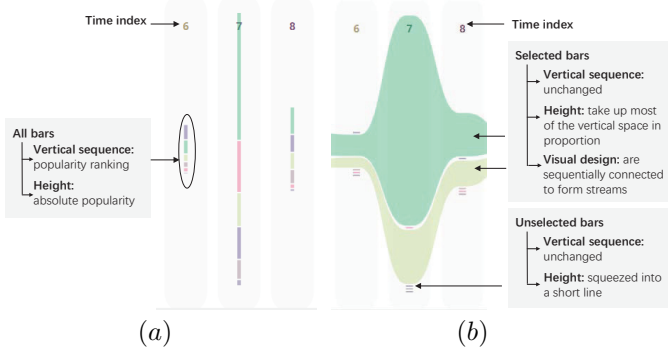 Time index
6
7
8
All bars
Vertical sequence:
popularity ranking
Height:
absolute popularity
(a)
6
7
8
Time index
Selected bars
Vertical sequence:
unchanged
Height: take up most
of the vertical space in
proportion
Visual design: are
sequentially connected
to form streams
Unselected bars
Vertical sequence:
unchanged
Height: squeezed into
a short line
(b)